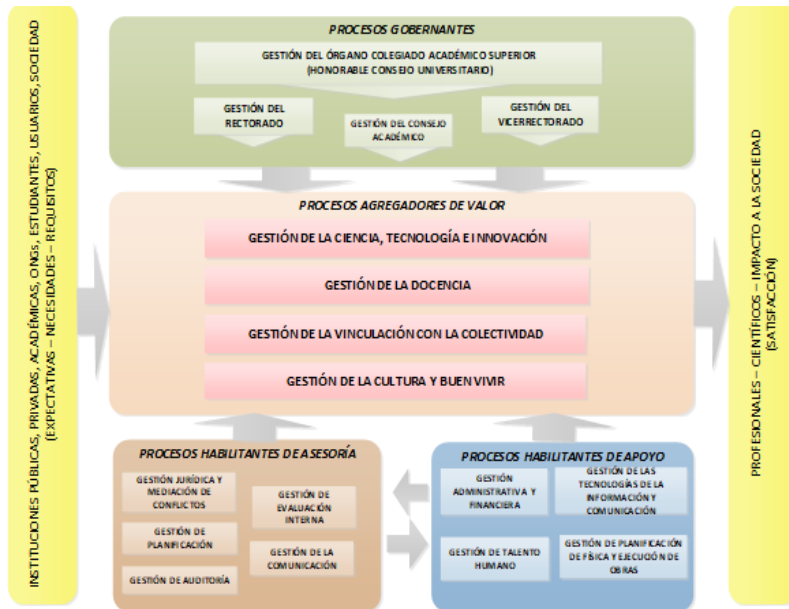 INSTITUCIONES PÚBLICAS, PRIVADAS, ACADÉMICAS, ONGs, ESTUDIANTES, USUARIOS, SOCIEDAD
(EXPECTATIVAS – NECESIDADES – REQUISITOS)
PROCESOS GOBERNANTES
GESTIÓN DEL ÓRGANO COLEGIADO ACADÉMICO SUPERIOR
(HONORABLE CONSEJO UNIVERSITARIO)
GESTIÓN DEL
RECTORADO
GESTIÓN DEL CONSEJO
ACADÉMICO
GESTIÓN DEL
VICERRECTORADO
PROCESOS AGREGADORES DE VALOR
GESTIÓN DE LA CIENCIA, TECNOLOGÍA E INNOVACIÓN
GESTIÓN DE LA DOCENCIA
GESTIÓN DE LA VINCULACIÓN CON LA COLECTIVIDAD
GESTIÓN DE LA CULTURA Y BUEN VIVIR
PROCESOS HABILITANTES DE ASESORÍA
GESTIÓN JURÍDICA Y
MEDIACIÓN DE
CONFLICTOS
GESTIÓN DE
PLANIFICACIÓN
GESTIÓN DE AUDITORÍA
GESTIÓN DE
EVALUACIÓN
INTERNA
GESTIÓN DE LA
COMUNICACIÓN
PROCESOS HABILITANTES DE APOYO
GESTIÓN
ADMINISTRATIVA Y
FINANCIERA
GESTIÓN DE LAS
TECNOLOGÍAS DE LA
INFORMACIÓN Y
COMUNICACIÓN
GESTIÓN DE TALENTO
HUMANO
GESTIÓN DE PLANIFICACIÓN
DE FÍSICA Y EJECUCIÓN DE
OBRAS
PROFESIONALES – CIENTÍFICOS – IMPACTO A LA SOCIEDAD
(SATISFACCIÓN)